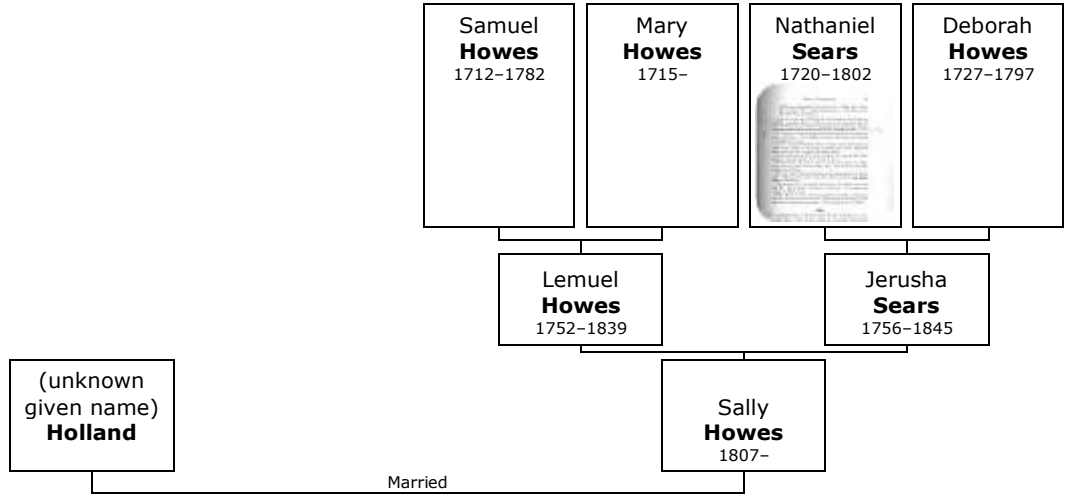 Samuel
Howes
1712–1782
Mary
Howes
1715–
Nathaniel
Sears
1720–1802
Deborah
Howes
1727–1797
Lemuel
Howes
1752–1839
Jerusha
Sears
1756–1845
(unknown
given name)
Holland
Sally
Howes
1807–
Married